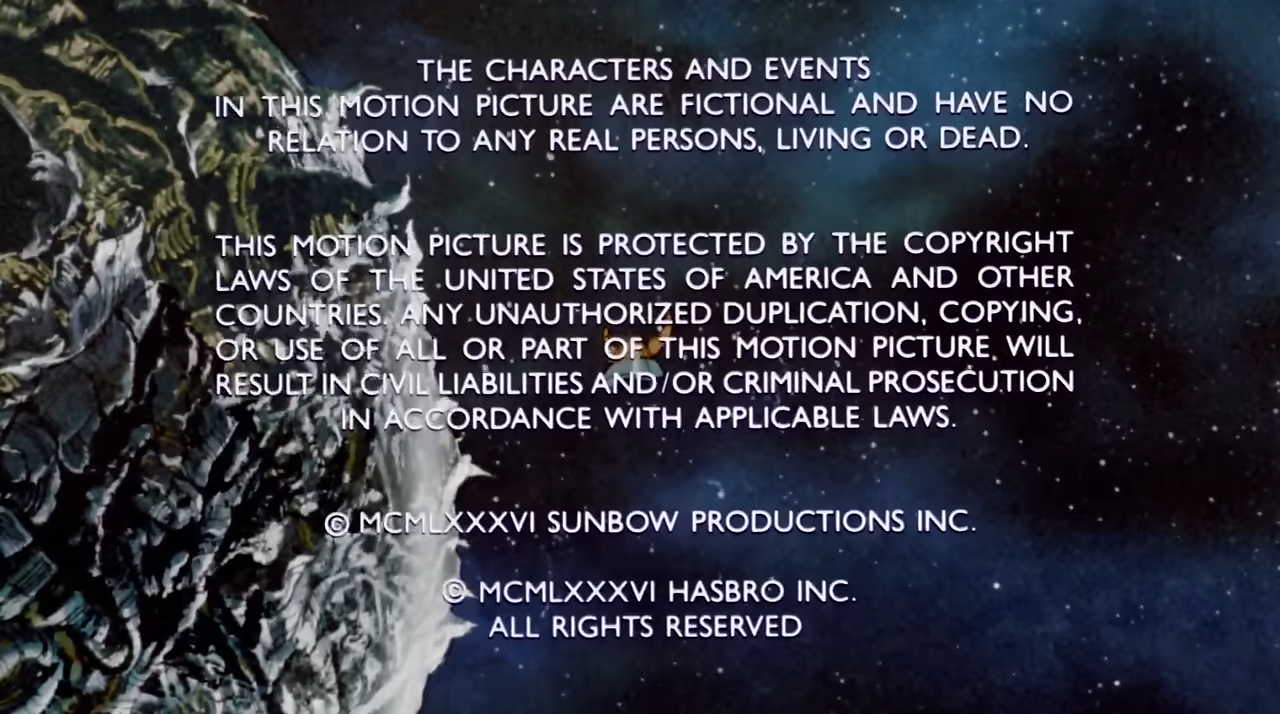 THE CHARACTERS AND EVENTS
IN THIS MOTION PICTURE ARE FICTIONAL AND HAVE NO
RELATION TO ANY REAL PERSONS, LIVING OR DEAD.
THIS MOTION PICTURE IS PROTECTED BY THE COPYRIGHT
LAWS OF THE UNITED STATES OF AMERICA AND OTHER
COUNTRIES. ANY UNAUTHORIZED DUPLICATION, COPYING,
OR USE OF ALL OR PART OF THIS MOTION PICTURE WILL
RESULT IN CIVIL LIABILITIES AND/OR CRIMINAL PROSECUTION
IN ACCORDANCE WITH APPLICABLE LAWS.
© MCMLXXXVI SUNBOW PRODUCTIONS INC.
© MCMLXXXVI HASBRO INC.
ALL RIGHTS RESERVED